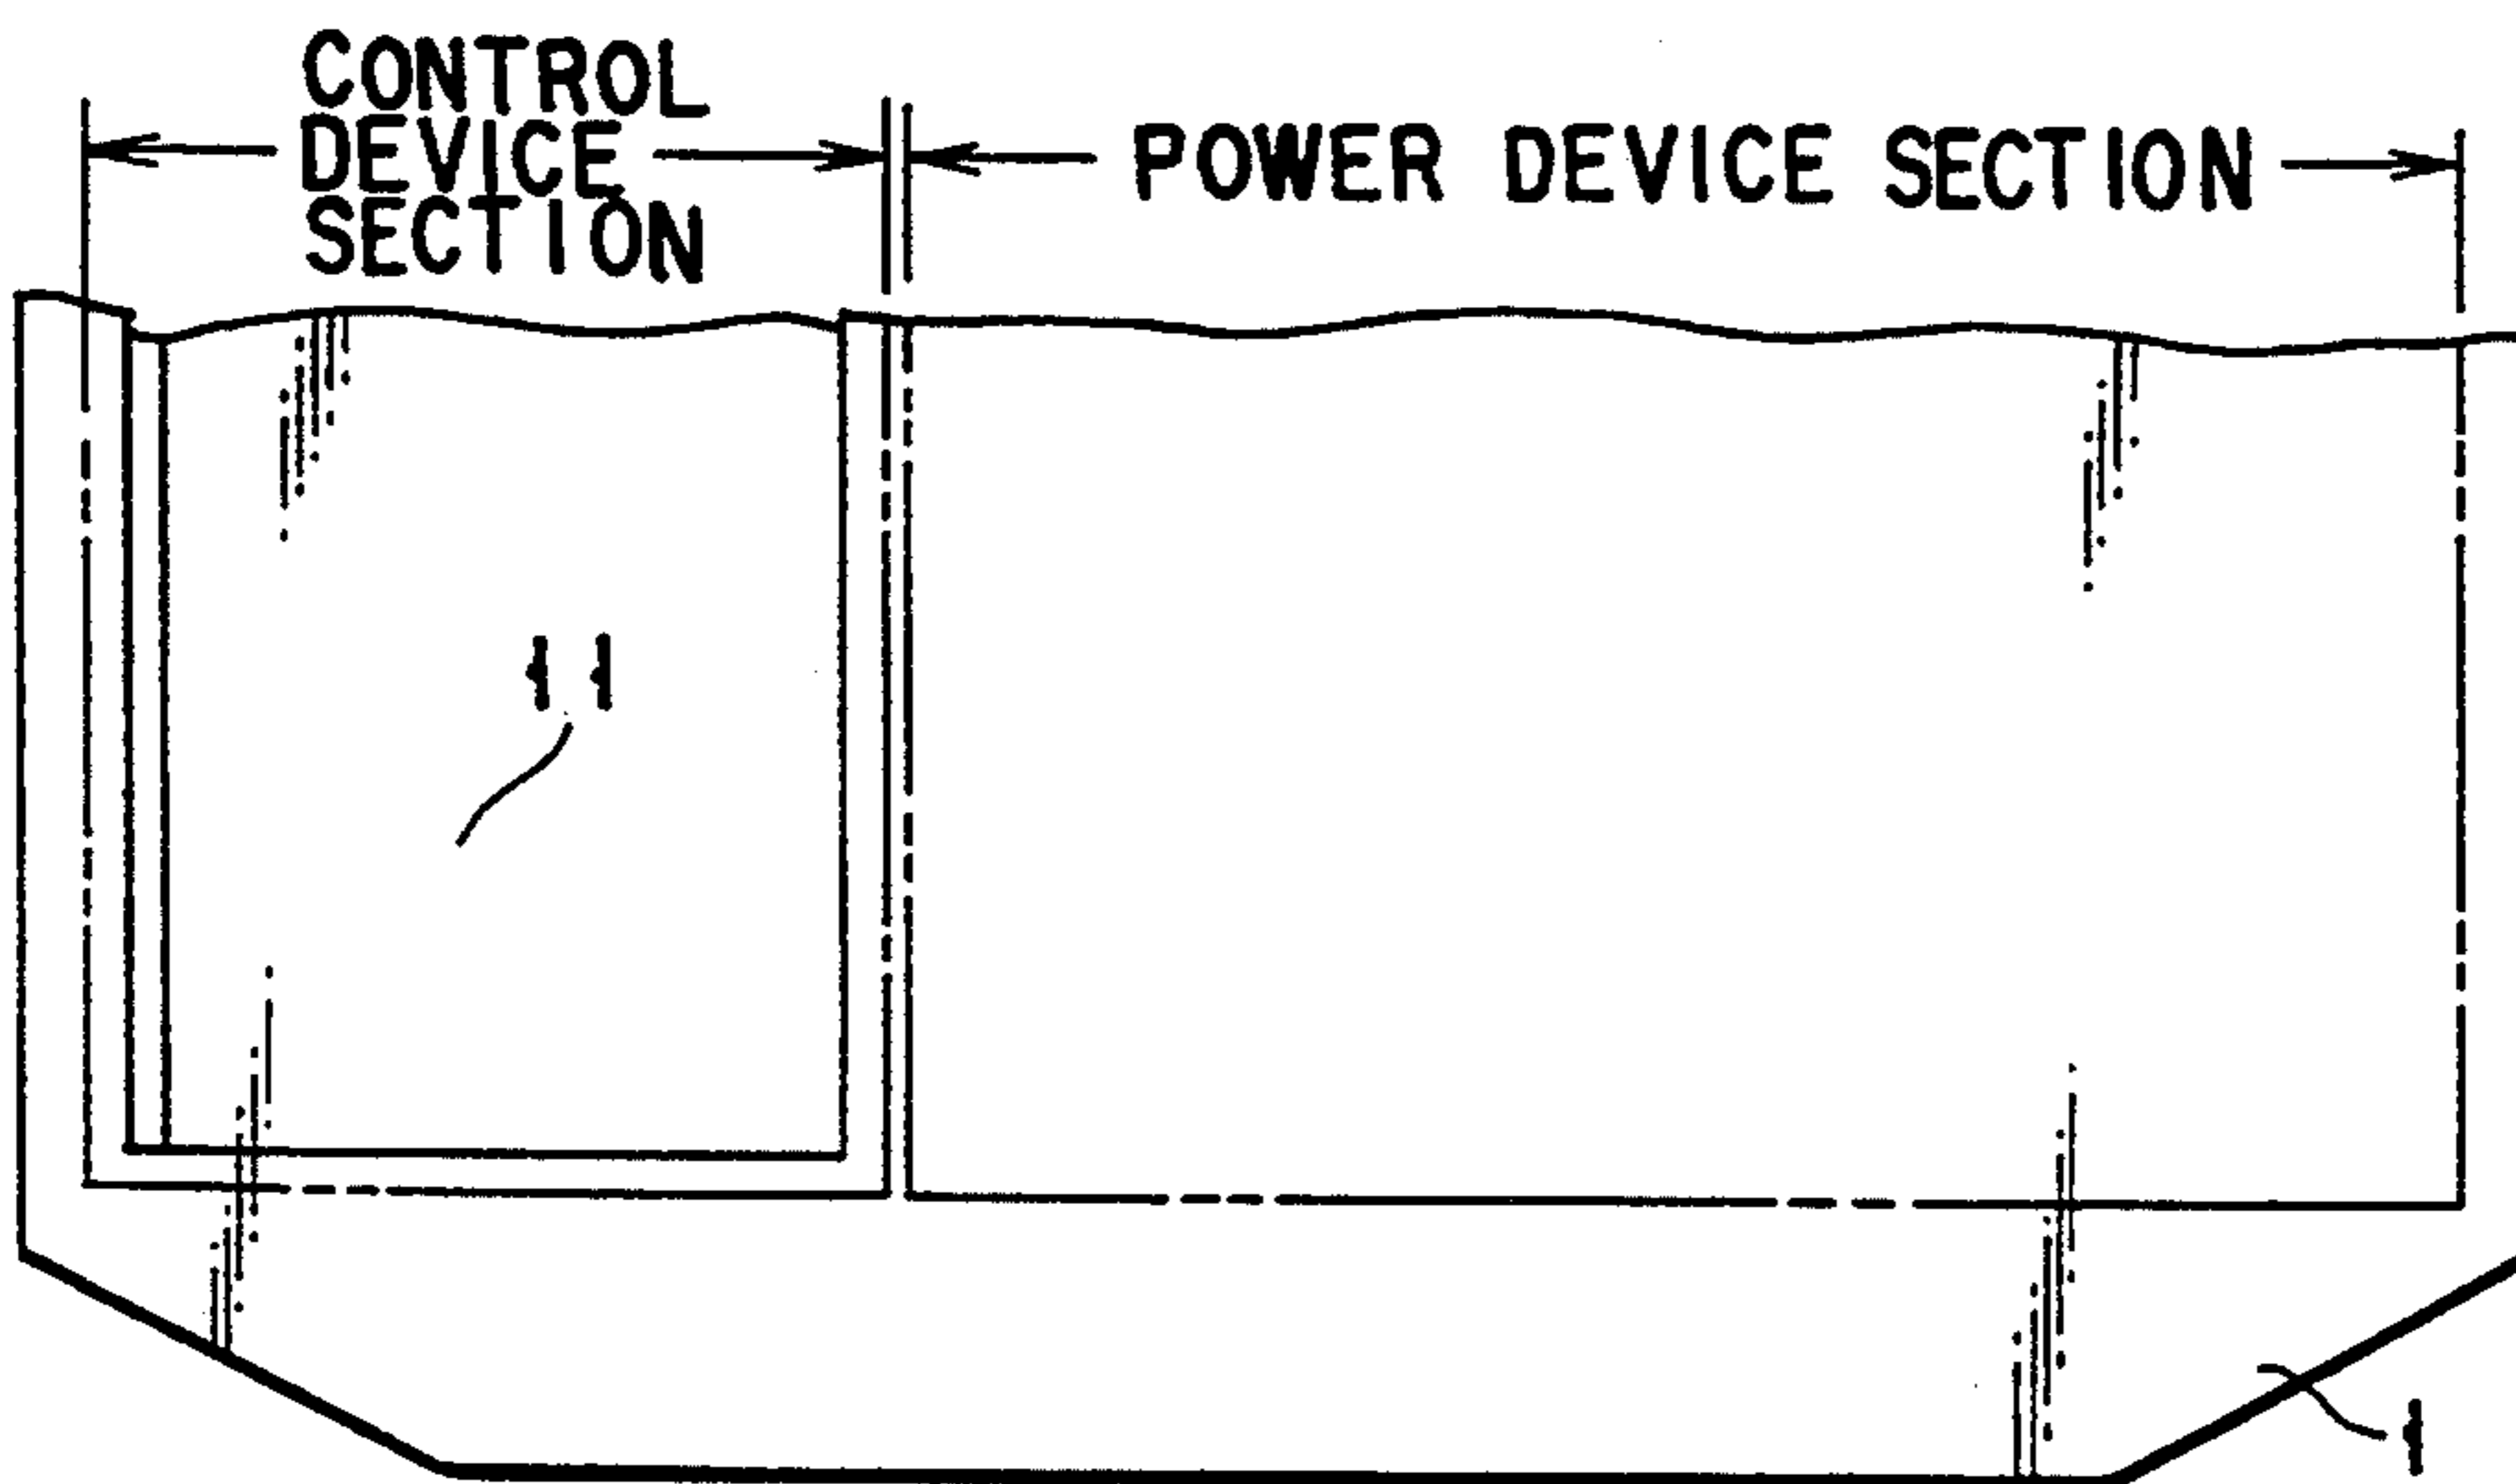 CONTROL
DEVICE
SECTION
POWER DEVICE SECTION
11
1